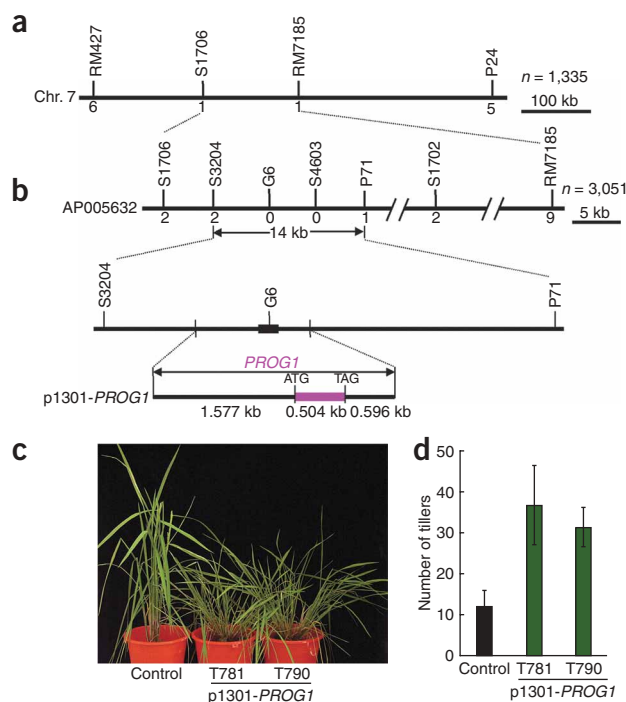 a
RM427
S1706
RM7185
P24
n = 1,335
Chr. 7
6
1
1
5
100 kb
b
S1706
S3204
G6
S4603
P71
S1702
RM7185
n = 3,051
AP005632
2
2
0
0
1
2
9
5 kb
14 kb
S3204
G6
P71
PROG1
ATG
TAG
p1301-PROG1
1.577 kb
0.504 kb
0.596 kb
c
Control
T781
T790
p1301-PROG1
d
Number of tillers
50
40
30
20
10
0
Control
T781
T790
p1301-PROG1